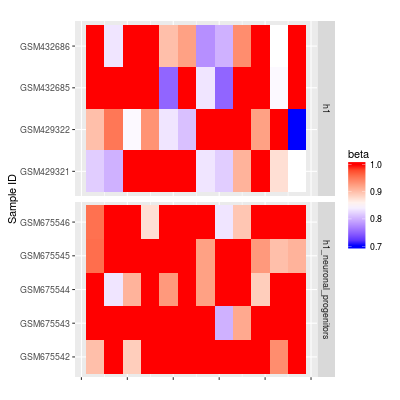 GSM432686
GSM432685
GSM429322
GSM429321
h1
GSM675546
GSM675545
GSM675544
GSM675543
GSM675542
h1_neuronal_progenitors
Sample ID
beta
1.0
0.9
0.8
0.7